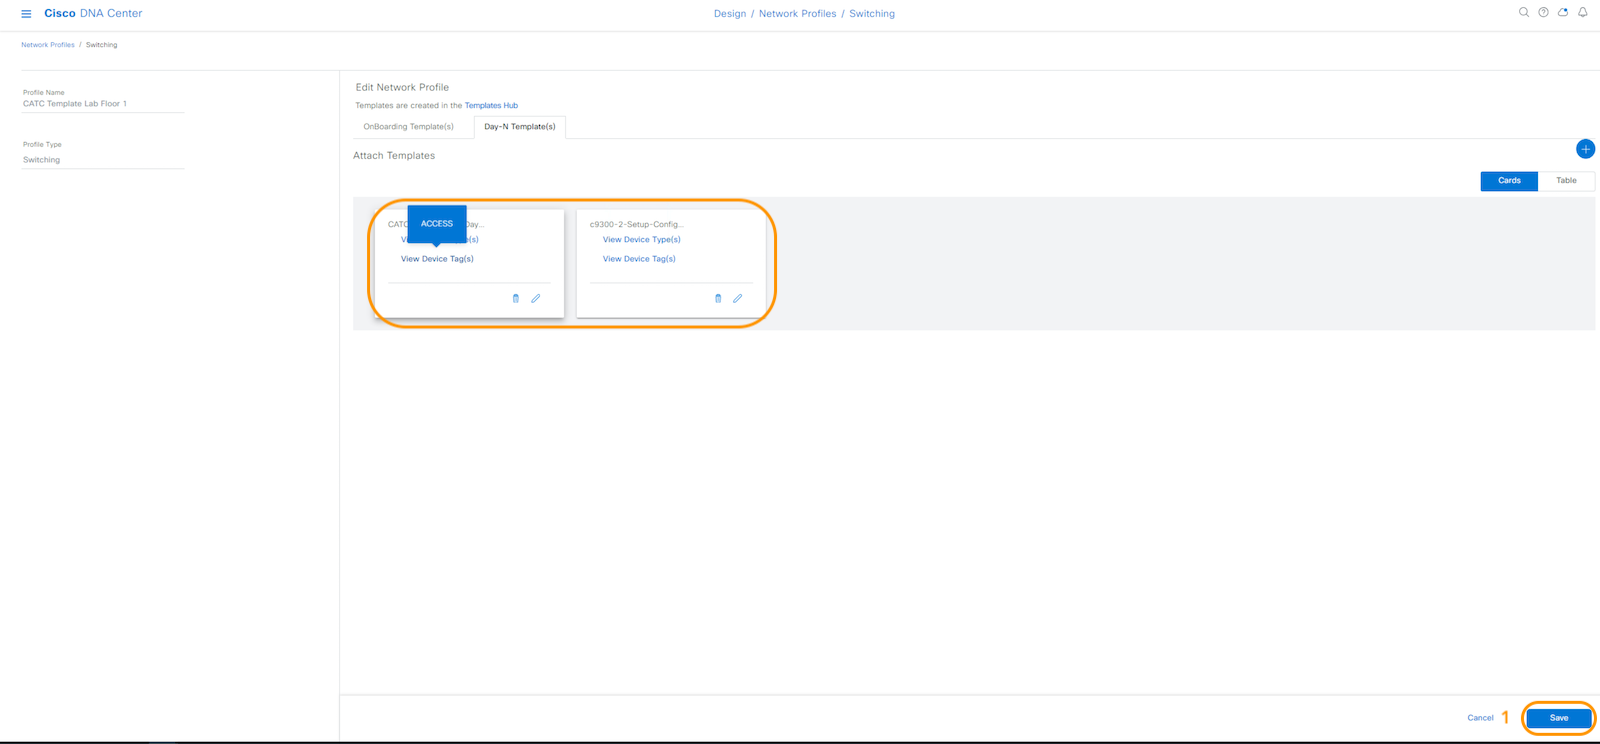 Cisco DNA Center
Design / Network Profiles / Switching
Network Profiles / Switching
Profile Name
CATC Template Lab Floor 1
Profile Type
Switching
Edit Network Profile
Templates are created in the Templates Hub
OnBoarding Template(s)
Day-N Template(s)
Attach Templates
Cards
Table
CATC
ACCESS
Day...
View Device Tag(s)
c9300-2-Setup-Config...
View Device Type(s)
View Device Tag(s)
Cancel
1
Save